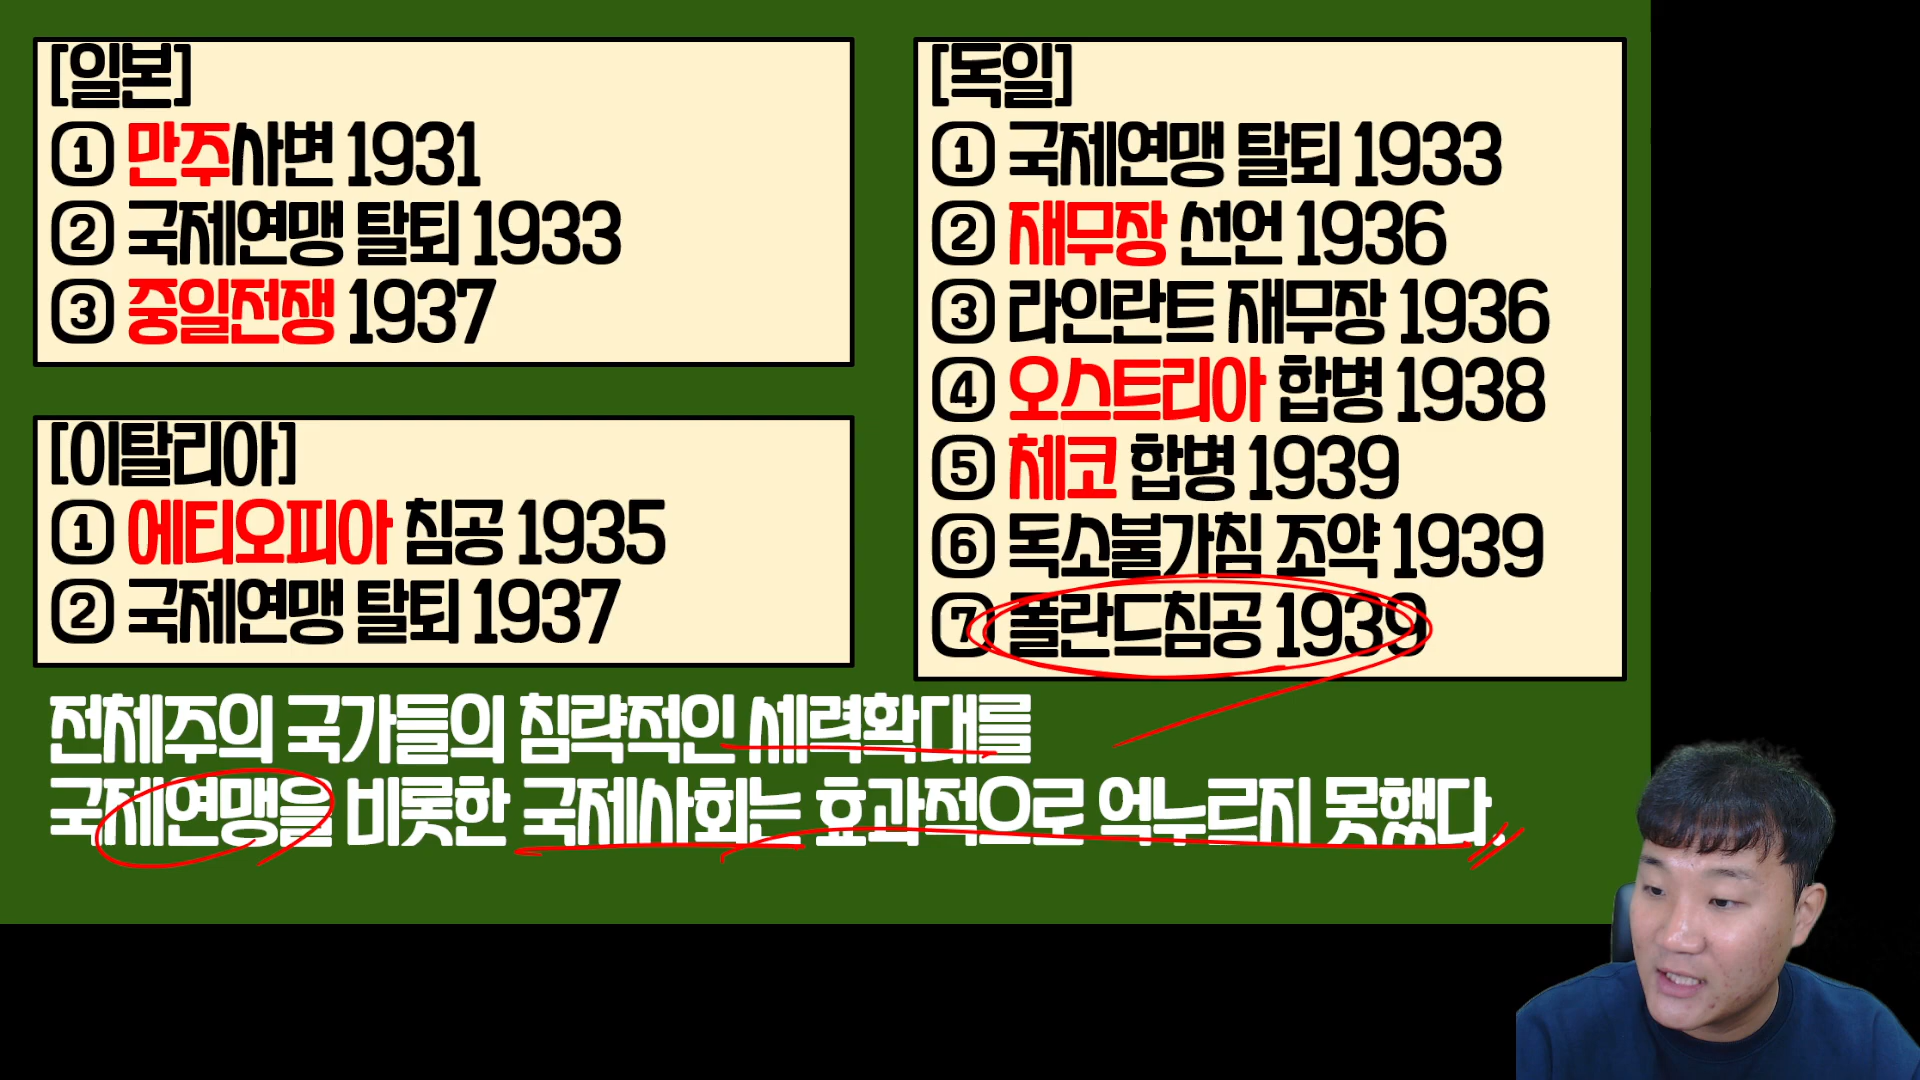 [일본]
① 만주사변 1931
② 국제연맹 탈퇴 1933
③ 중일전쟁 1937
[이탈리아]
① 에티오피아 침공 1935
② 국제연맹 탈퇴 1937
[독일]
① 국제연맹 탈퇴 1933
② 재무장 선언 1936
③ 라인란트 재무장 1936
④ 오스트리아 합병 1938
⑤ 체코 합병 1939
⑥ 독소불가침 조약 1939
⑦ 폴란드침공 1939
전체주의 국가들의 침략적인 세력확대를
국제연맹을 비롯한 국제사회는 효과적으로 억누르지 못했다.